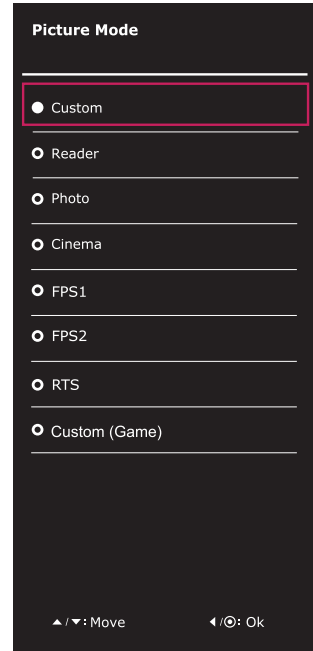 Picture Mode
Custom
Reader
Photo
Cinema
FPS1
FPS2
RTS
Custom (Game)
▲/▼: Move ◀/◉: Ok